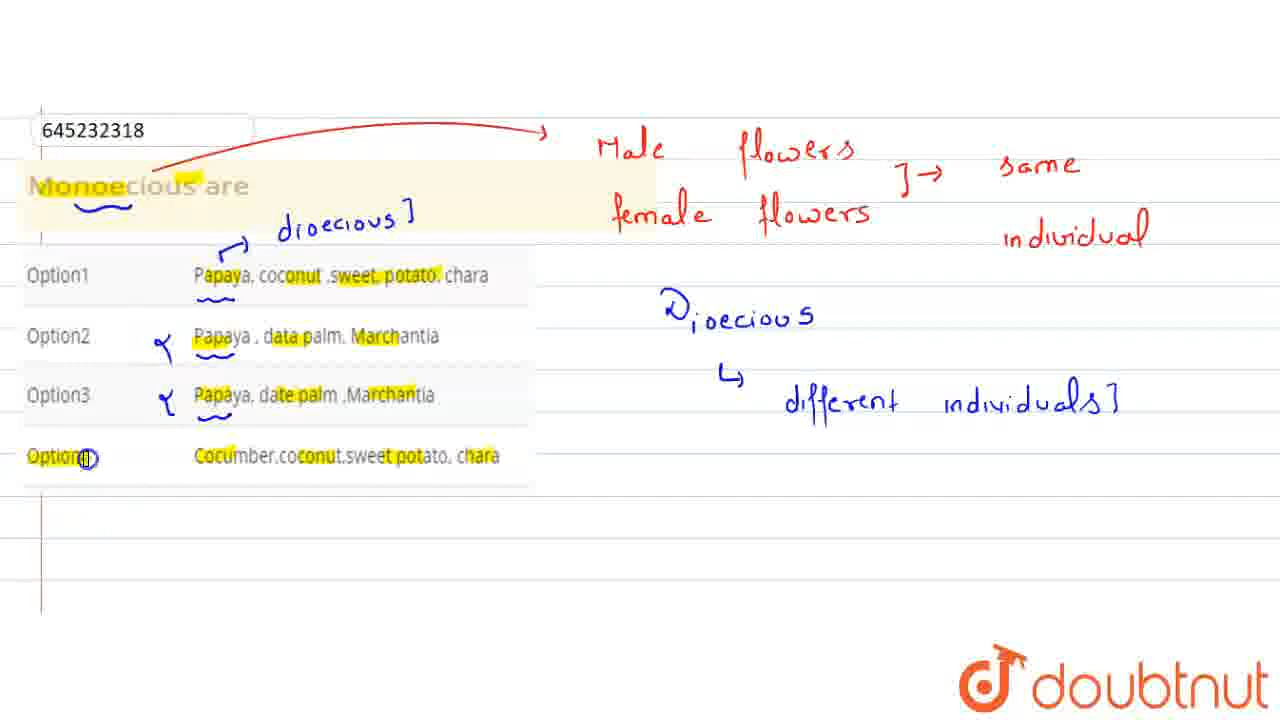 645232318
Male flowers
female flowers ] → same individual
Monoecious are
dioecious ]
Option1 Papaya, coconut ,sweet, potato, chara
Dioecious
Option2 Papaya , data palm, Marchantia
↳ different individuals ]
Option3 Papaya, date palm ,Marchantia
Option Cocumber,coconut,sweet potato, chara
doubtnut